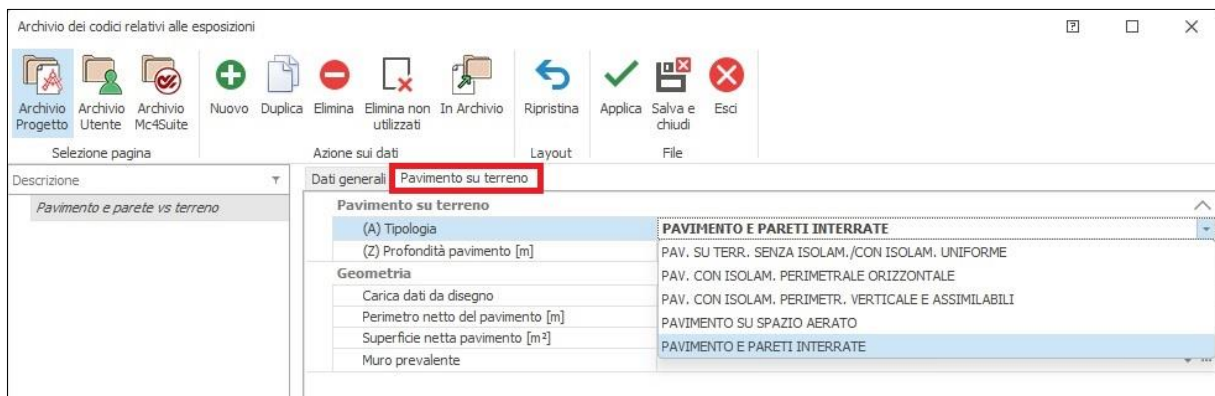 Archivio dei codici relativi alle esposizioni
Archivio Progetto
Archivio Utente
Archivio Mc4Suite
Nuovo
Duplica
Elimina
Elimina non utilizzati
In Archivio
Ripristina
Applica
Salva e chiudi
Esci
Selezione pagina
Azione sui dati
Layout
File
Descrizione
Dati generali
Pavimento su terreno
Pavimento e parete vs terreno
Pavimento su terreno
(A) Tipologia
PAVIMENTO E PARETI INTERRATE
(Z) Profondità pavimento [m]
PAV. SU TERR. SENZA ISOLAM./CON ISOLAM. UNIFORME
Geometria
PAV. CON ISOLAM. PERIMETRALE ORIZZONTALE
Carica dati da disegno
PAV. CON ISOLAM. PERIMETR. VERTICALE E ASSIMILABILI
Perimetro netto del pavimento [m]
PAVIMENTO SU SPAZIO AERATO
Superficie netta pavimento [m²]
PAVIMENTO E PARETI INTERRATE
Muro prevalente